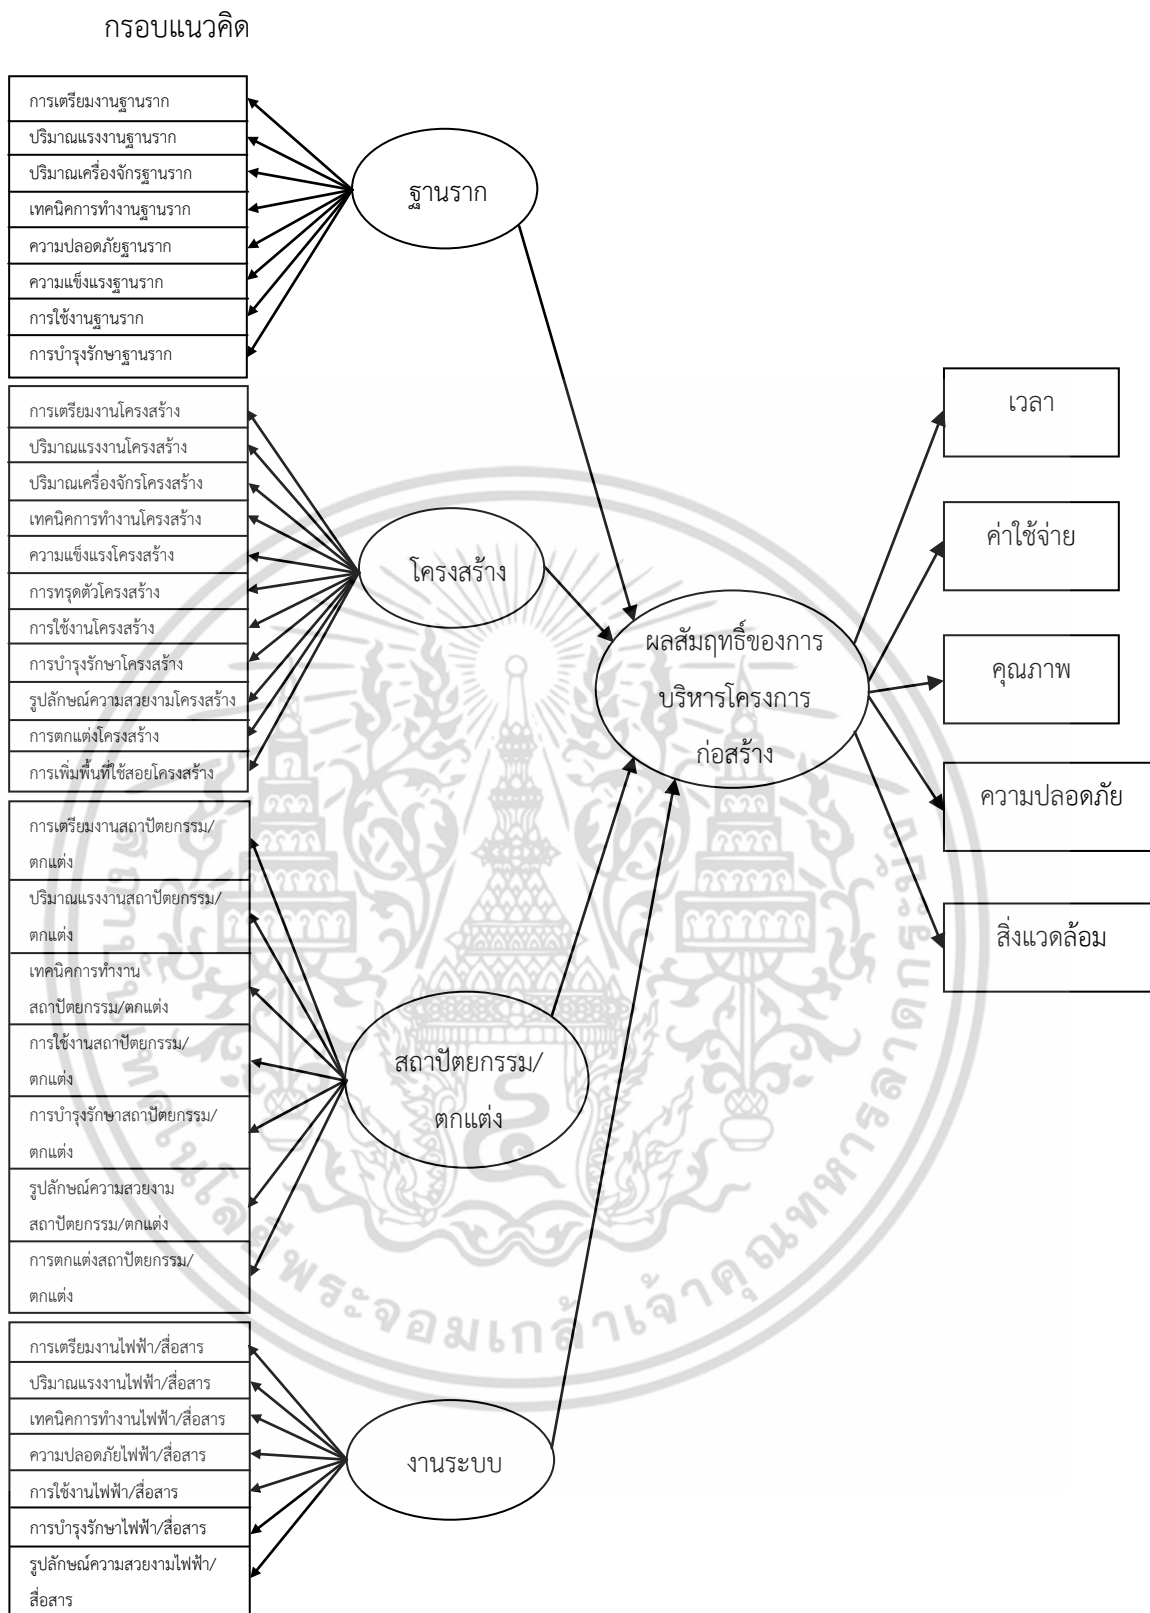 กรอบแนวคิด
การเตรียมงานฐานราก
ปริมาณแรงงานฐานราก
ปริมาณเครื่องจักรฐานราก
เทคนิคการทำงานฐานราก
ความปลอดภัยฐานราก
ความแข็งแรงฐานราก
การใช้งานฐานราก
การบำรุงรักษาฐานราก
ฐานราก
การเตรียมงานโครงสร้าง
ปริมาณแรงงานโครงสร้าง
ปริมาณเครื่องจักรโครงสร้าง
เทคนิคการทำงานโครงสร้าง
ความแข็งแรงโครงสร้าง
การทรุดตัวโครงสร้าง
การใช้งานโครงสร้าง
การบำรุงรักษาโครงสร้าง
รูปลักษณ์ความสวยงามโครงสร้าง
การตกแต่งโครงสร้าง
การเพิ่มพื้นที่ใช้สอยโครงสร้าง
โครงสร้าง
การเตรียมงานสถาปัตยกรรม/
ตกแต่ง
ปริมาณแรงงานสถาปัตยกรรม/
ตกแต่ง
เทคนิคการทำงาน
สถาปัตยกรรม/ตกแต่ง
การใช้งานสถาปัตยกรรม/
ตกแต่ง
การบำรุงรักษาสถาปัตยกรรม/
ตกแต่ง
รูปลักษณ์ความสวยงาม
สถาปัตยกรรม/ตกแต่ง
การตกแต่งสถาปัตยกรรม/
ตกแต่ง
สถาปัตยกรรม/
ตกแต่ง
การเตรียมงานไฟฟ้า/สื่อสาร
ปริมาณแรงงานไฟฟ้า/สื่อสาร
เทคนิคการทำงานไฟฟ้า/สื่อสาร
ความปลอดภัยไฟฟ้า/สื่อสาร
การใช้งานไฟฟ้า/สื่อสาร
การบำรุงรักษาไฟฟ้า/สื่อสาร
รูปลักษณ์ความสวยงามไฟฟ้า/
สื่อสาร
งานระบบ
ผลสัมฤทธิ์ของการ
บริหารโครงการ
ก่อสร้าง
เวลา
ค่าใช้จ่าย
คุณภาพ
ความปลอดภัย
สิ่งแวดล้อม
สถาบันเทคโนโลยีพระจอมเกล้าเจ้าคุณทหารลาดกระบัง